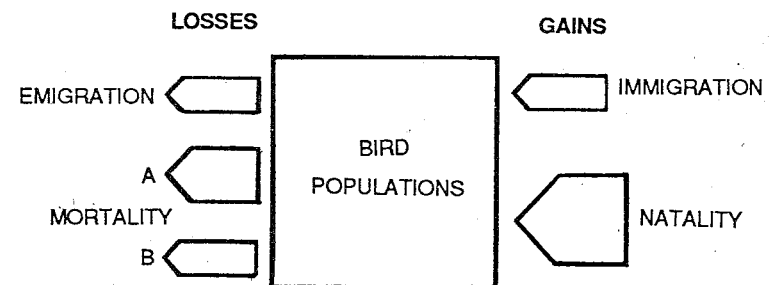 LOSSES
GAINS
EMIGRATION
IMMIGRATION
BIRD
POPULATIONS
A
MORTALITY
B
NATALITY